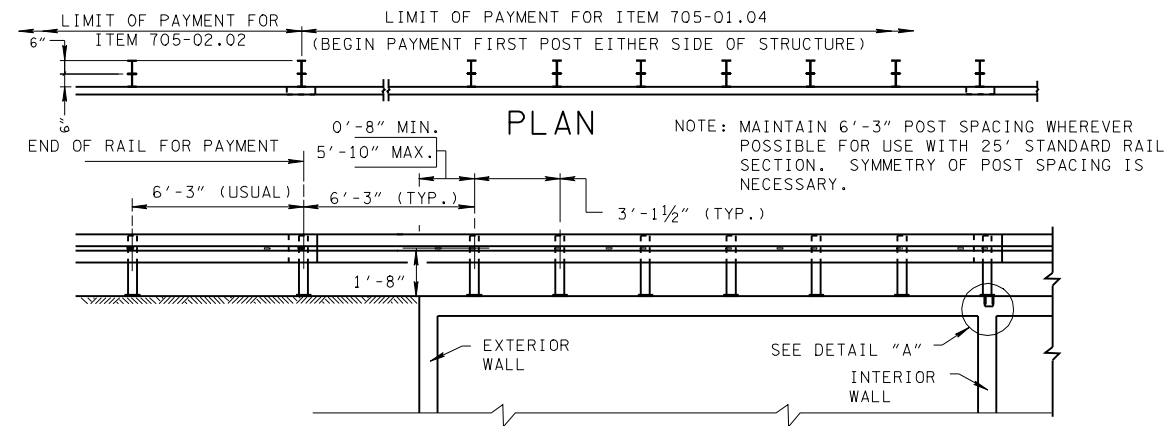 LIMIT OF PAYMENT FOR
ITEM 705-02.02
LIMIT OF PAYMENT FOR ITEM 705-01.04
(BEGIN PAYMENT FIRST POST EITHER SIDE OF STRUCTURE)
6"
6"
PLAN
NOTE: MAINTAIN 6'-3" POST SPACING WHEREVER
POSSIBLE FOR USE WITH 25' STANDARD RAIL
SECTION. SYMMETRY OF POST SPACING IS
NECESSARY.
0'-8" MIN.
5'-10" MAX.
END OF RAIL FOR PAYMENT
6'-3" (USUAL)
6'-3" (TYP.)
3'-1½" (TYP.)
1'-8"
EXTERIOR
WALL
SEE DETAIL "A"
INTERIOR
WALL